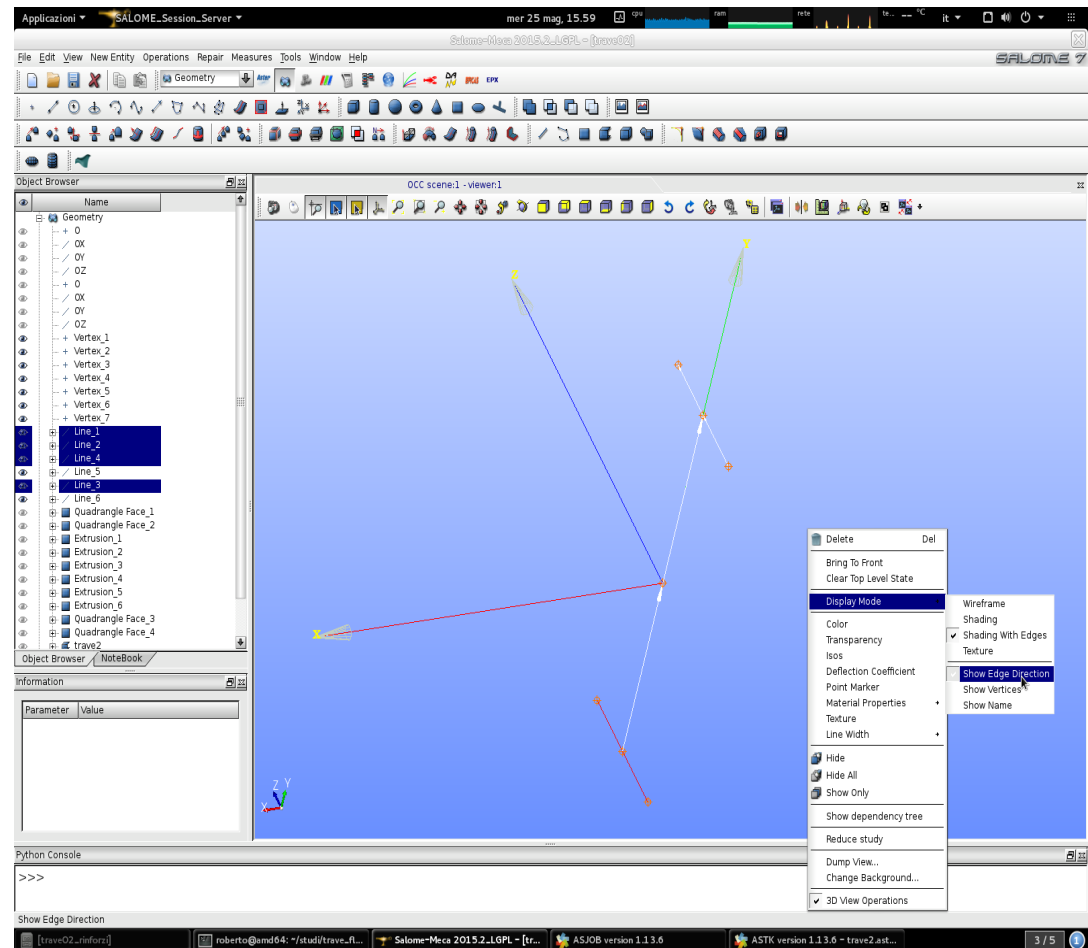 Applicazioni ▾ SALOME_Session_Server ▾ mer 25 mag, 15.59 cpu ram rete te.. -- °C it ▾
Salome-Meca 2015.2_LGPL - [trave02]
File Edit View New Entity Operations Repair Measures Tools Window Help
SALOME 7
Geometry
EPX
Object Browser
OCC scene:1 - viewer:1
Name
Geometry
O
OX
OY
OZ
O
OX
OY
OZ
Vertex_1
Vertex_2
Vertex_3
Vertex_4
Vertex_5
Vertex_6
Vertex_7
Line_1
Line_2
Line_4
Line_5
Line_3
Line_6
Quadrangle Face_1
Quadrangle Face_2
Extrusion_1
Extrusion_2
Extrusion_3
Extrusion_4
Extrusion_5
Extrusion_6
Quadrangle Face_3
Quadrangle Face_4
trave2
Object Browser NoteBook
Information
Parameter Value
Z
Y
X
Z Y
X
Delete Del
Bring To Front
Clear Top Level State
Display Mode
Color
Transparency
Isos
Deflection Coefficient
Point Marker
Material Properties
Texture
Line Width
Hide
Hide All
Show Only
Show dependency tree
Reduce study
Dump View...
Change Background...
3D View Operations
Wireframe
Shading
Shading With Edges
Texture
Show Edge Direction
Show Vertices
Show Name
Python Console
>>>
Show Edge Direction
[trave02_rinforzi] roberto@amd64: ~/studi/trave_fl... Salome-Meca 2015.2_LGPL - [tr... ASJOB version 1.13.6 ASTK version 1.13.6 - trave2.ast... 3 / 5 1